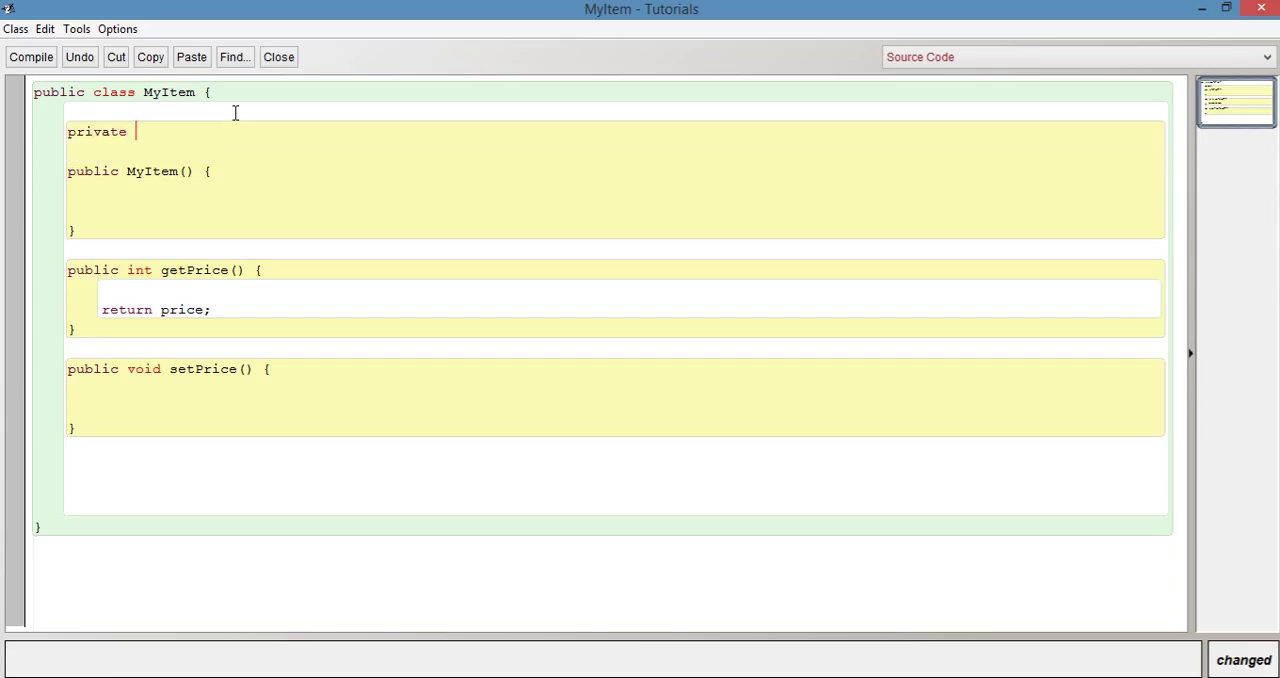 MyItem - Tutorials
Class Edit Tools Options
Compile Undo Cut Copy Paste Find... Close Source Code
public class MyItem {
private
public MyItem() {
}
public int getPrice() {
return price;
}
public void setPrice() {
}
}
changed